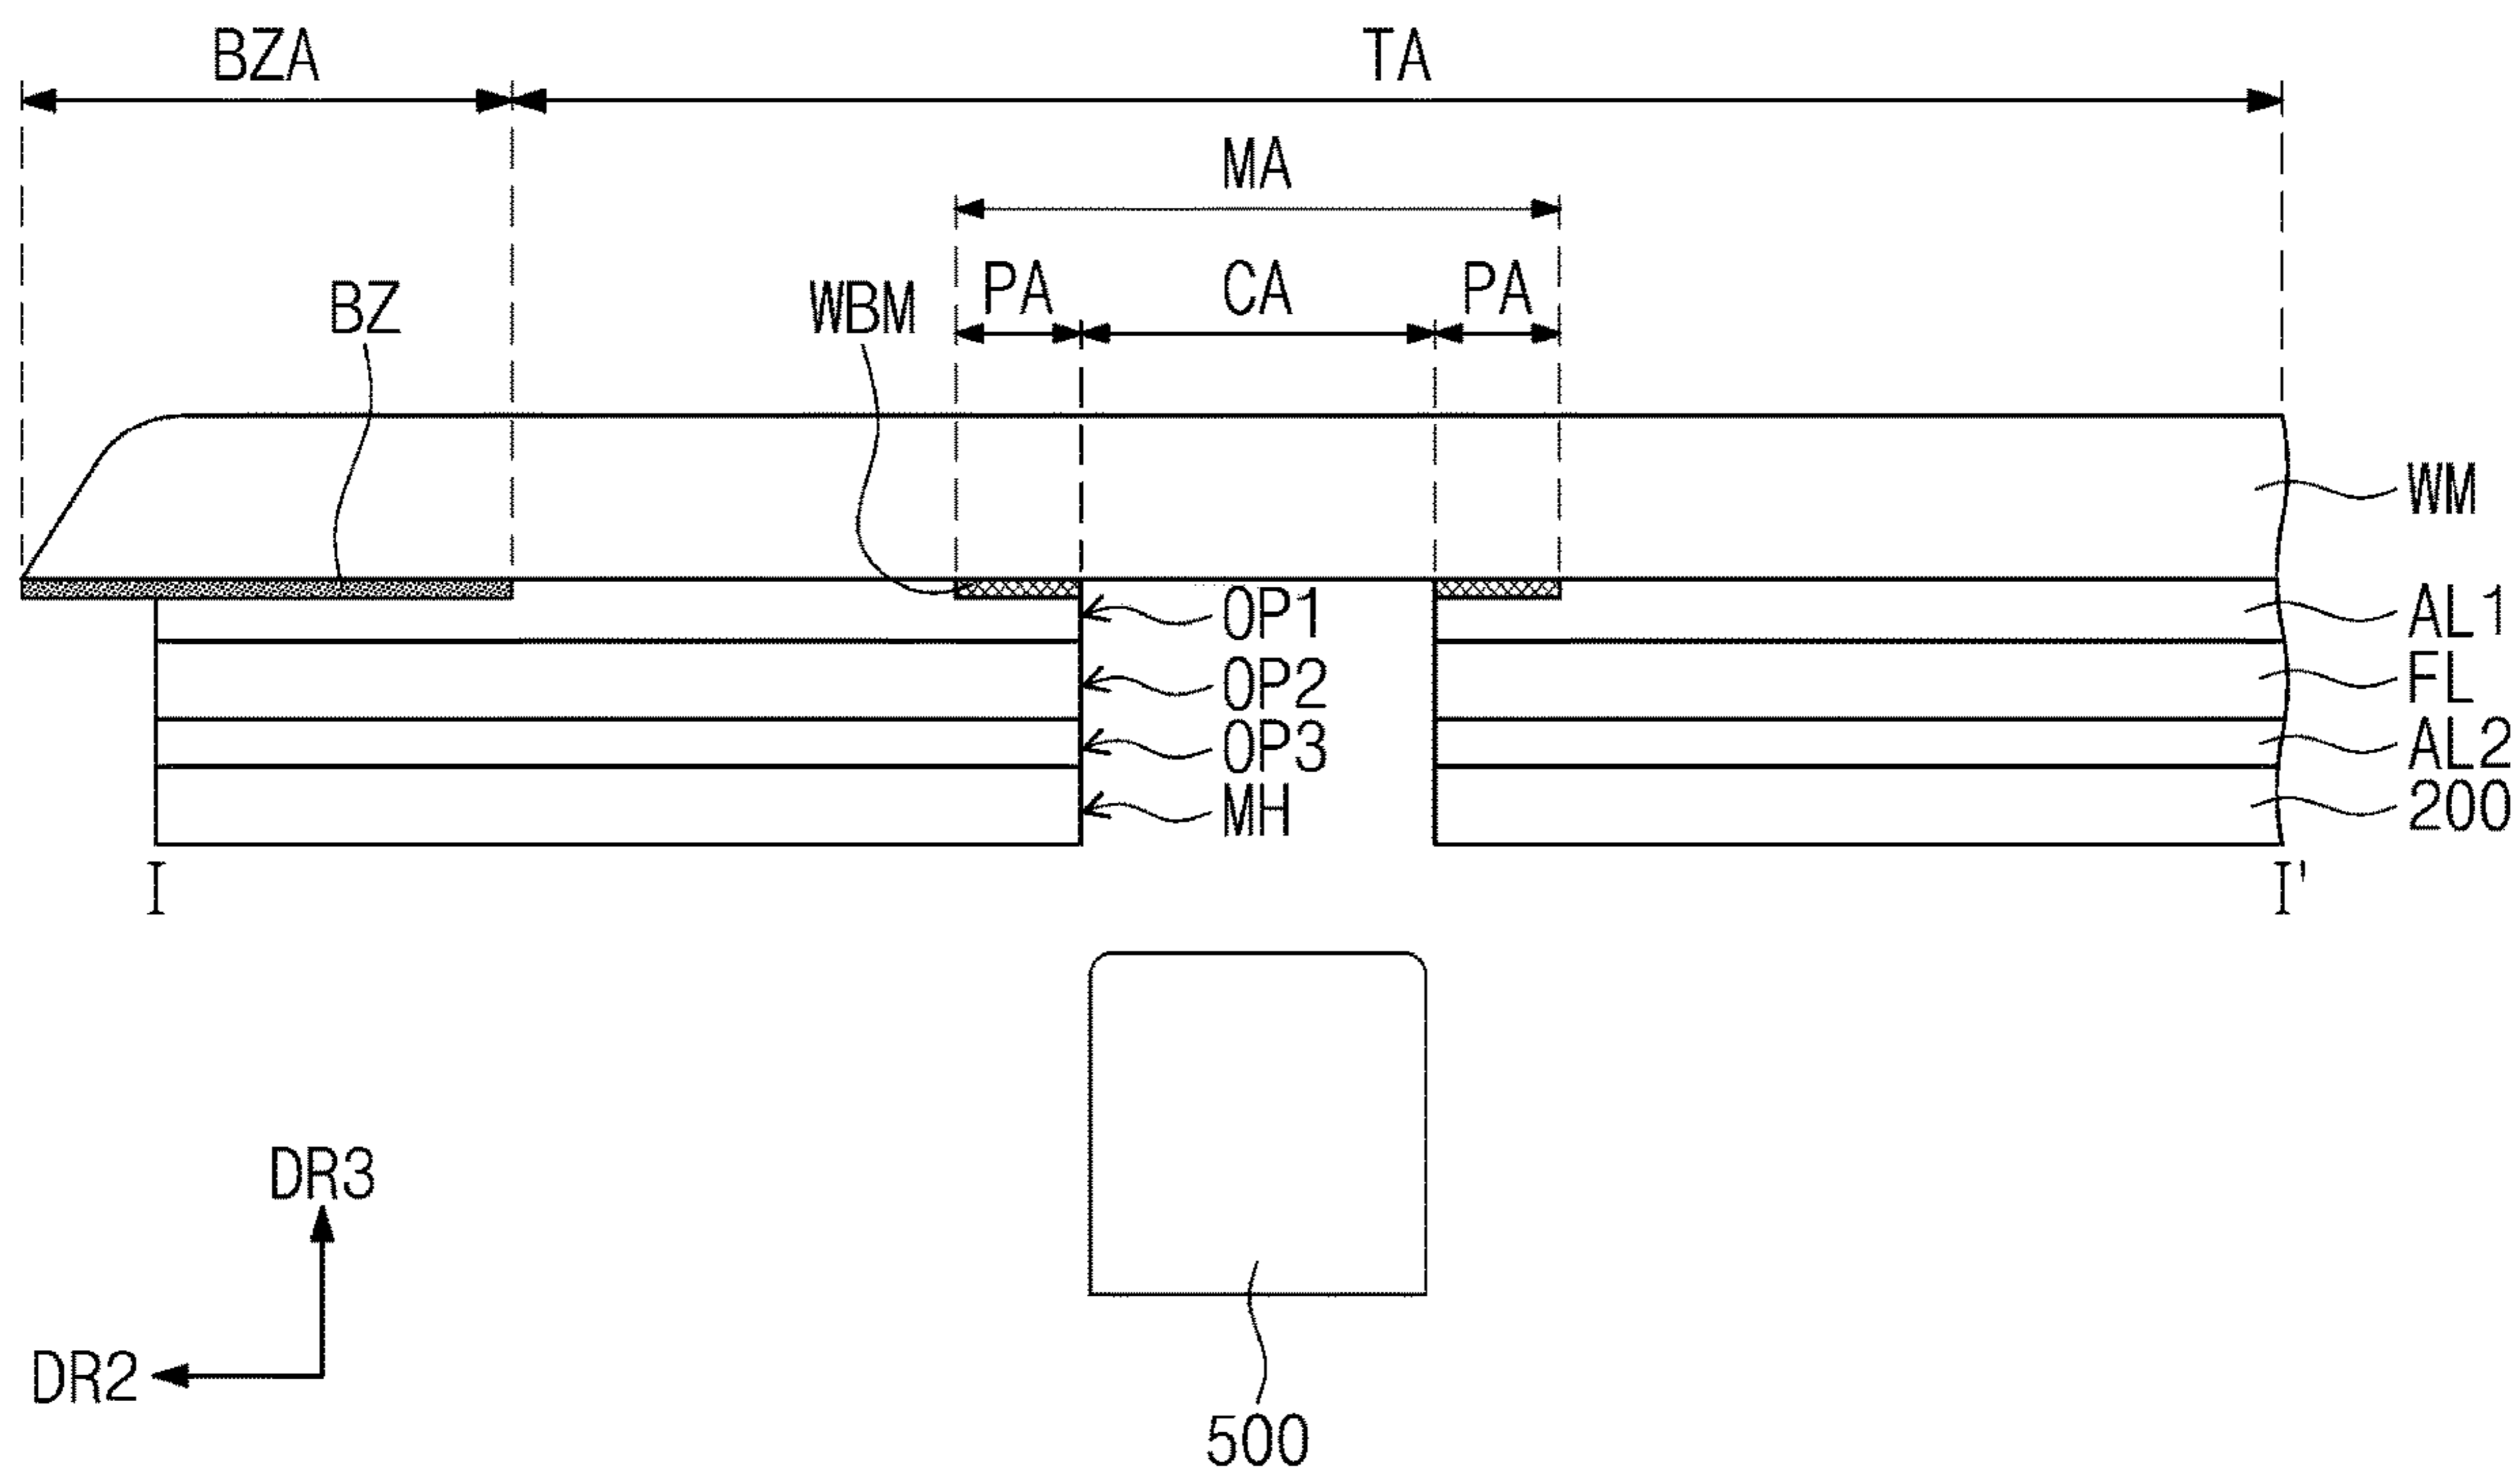 BZA TA
MA
BZ WBM PA CA PA
WM
OP1 AL1
OP2 FL
OP3 AL2
MH 200
I I'
DR3
DR2
500